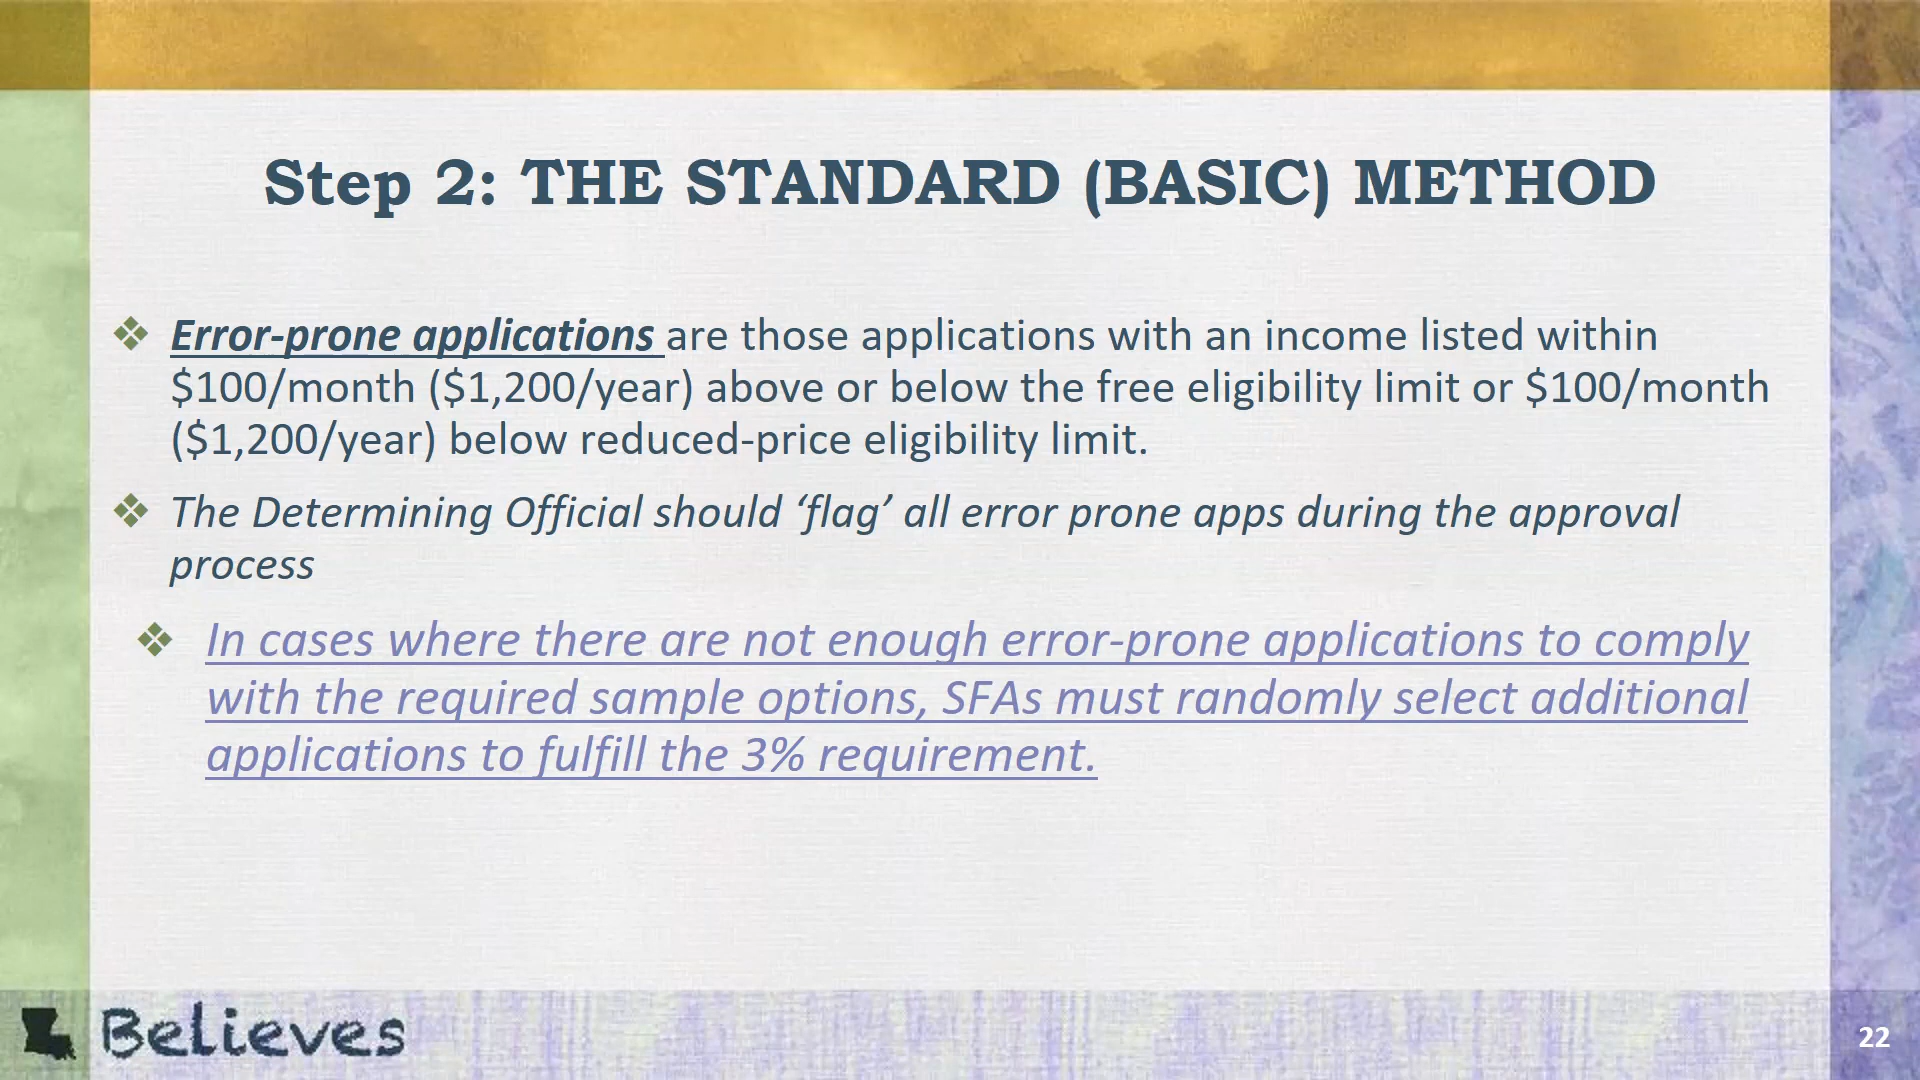 Step 2: THE STANDARD (BASIC) METHOD
Error-prone applications are those applications with an income listed within
$100/month ($1,200/year) above or below the free eligibility limit or $100/month
($1,200/year) below reduced-price eligibility limit.
The Determining Official should ‘flag’ all error prone apps during the approval
process
In cases where there are not enough error-prone applications to comply
with the required sample options, SFAs must randomly select additional
applications to fulfill the 3% requirement.
Believes
22